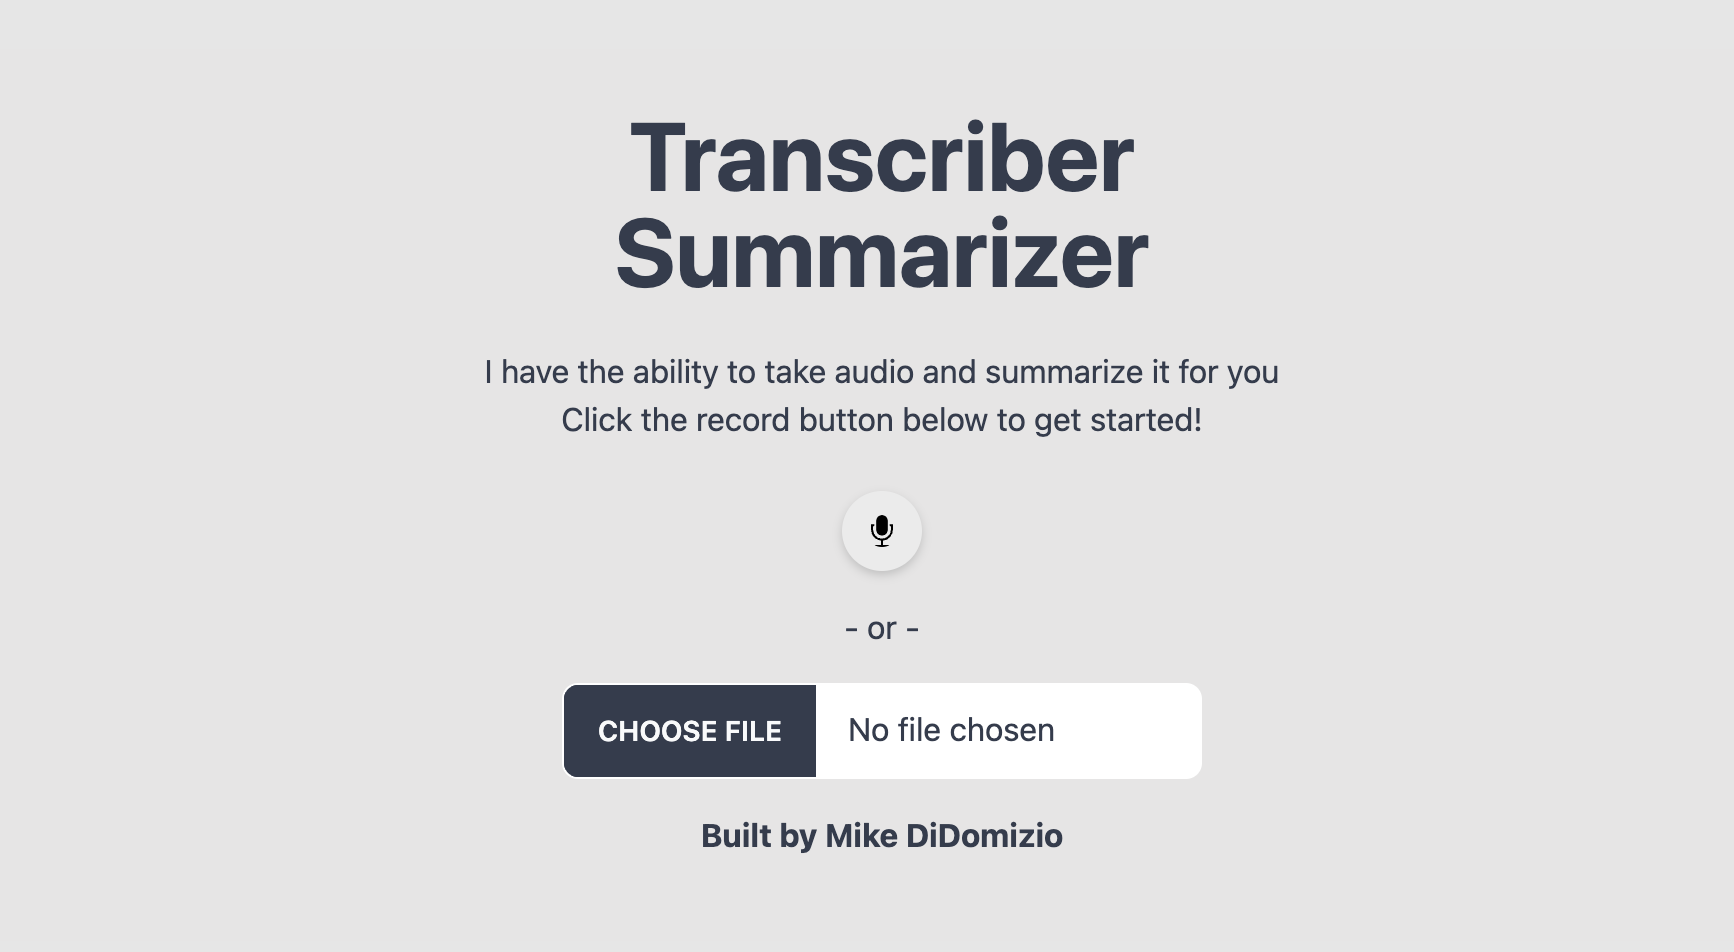 Transcriber
Summarizer
I have the ability to take audio and summarize it for you
Click the record button below to get started!
- or -
CHOOSE FILE No file chosen
Built by Mike DiDomizio